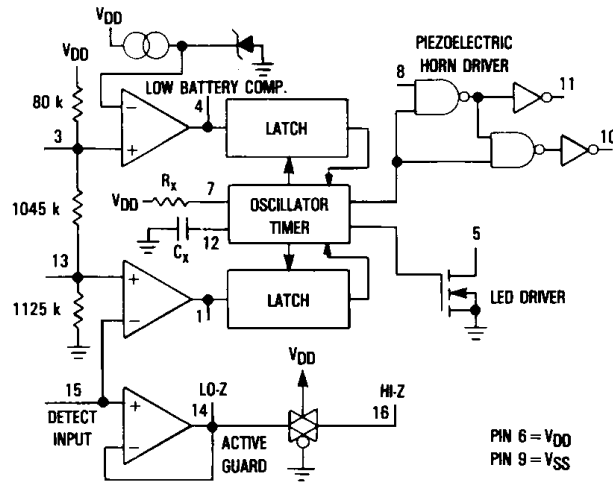 VDD
VDD
PIEZOELECTRIC
HORN DRIVER
8
11
10
LOW BATTERY COMP.
4
80 k
−
+
LATCH
3
1045 k
VDD
Rx
7
OSCILLATOR
TIMER
12
Cx
5
13
1125 k
+
−
1
LATCH
LED DRIVER
VDD
15
DETECT
INPUT
+
−
LO-Z
14
ACTIVE
GUARD
HI-Z
16
PIN 6 = VDD
PIN 9 = VSS